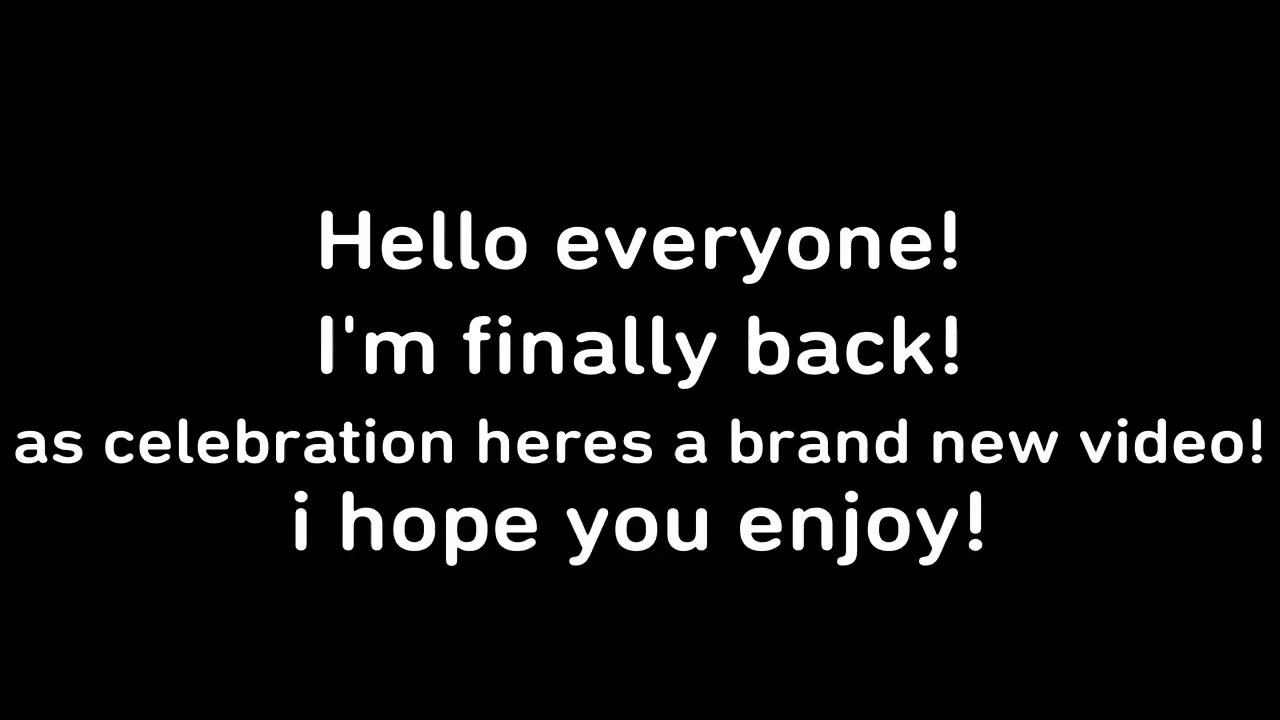 Hello everyone!
I'm finally back!
as celebration heres a brand new video!
i hope you enjoy!